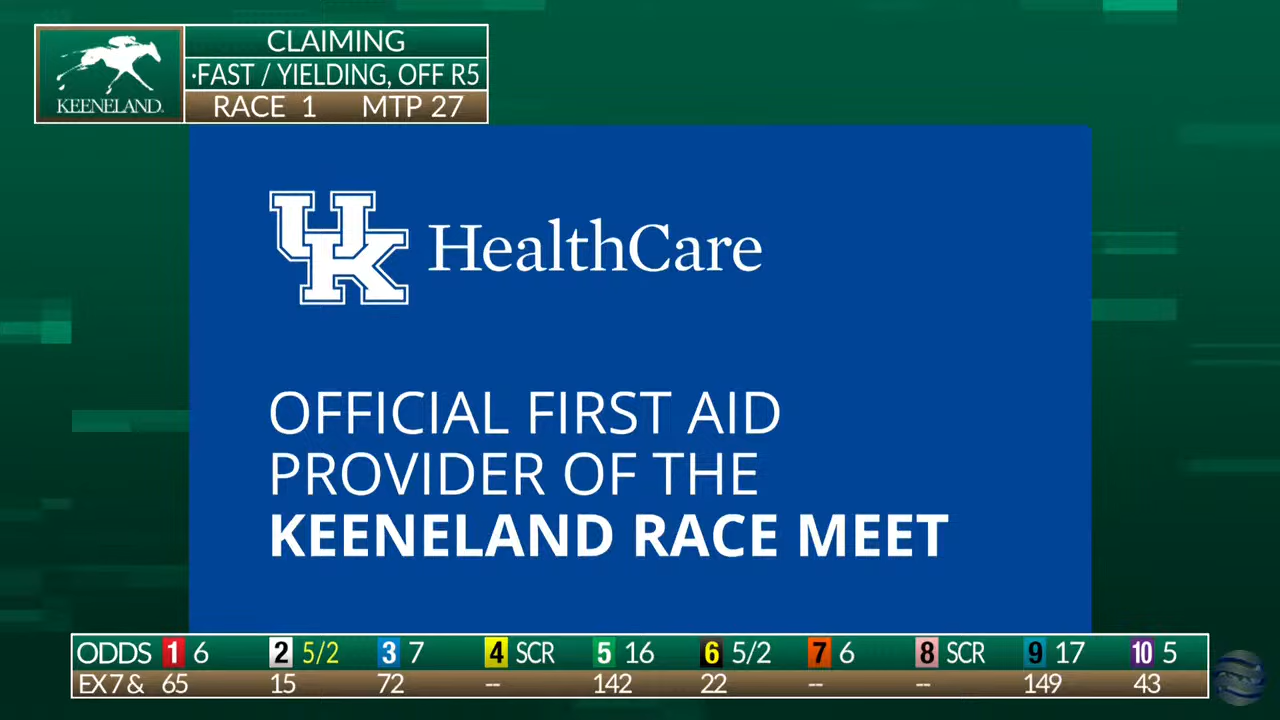 CLAIMING
·FAST / YIELDING, OFF R5
RACE 1 MTP 27
KEENELAND
UK HealthCare
OFFICIAL FIRST AID
PROVIDER OF THE
KEENELAND RACE MEET
ODDS 1 6 2 5/2 3 7 4 SCR 5 16 6 5/2 7 6 8 SCR 9 17 10 5
EX 7 & 65 15 72 -- 142 22 -- -- 149 43